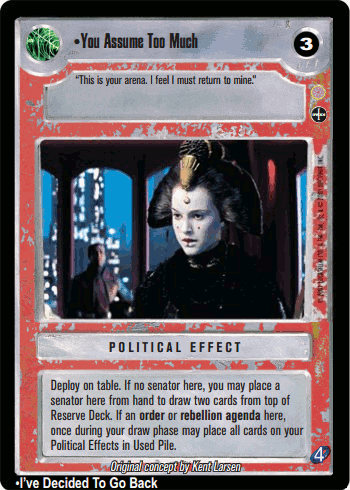 •You Assume Too Much
3
"This is your arena. I feel I must return to mine."
POLITICAL EFFECT
Deploy on table. If no senator here, you may place a
senator here from hand to draw two cards from top of
Reserve Deck. If an order or rebellion agenda here,
once during your draw phase may place all cards on your
Political Effects in Used Pile.
4
Original concept by Kent Larsen
•I've Decided To Go Back